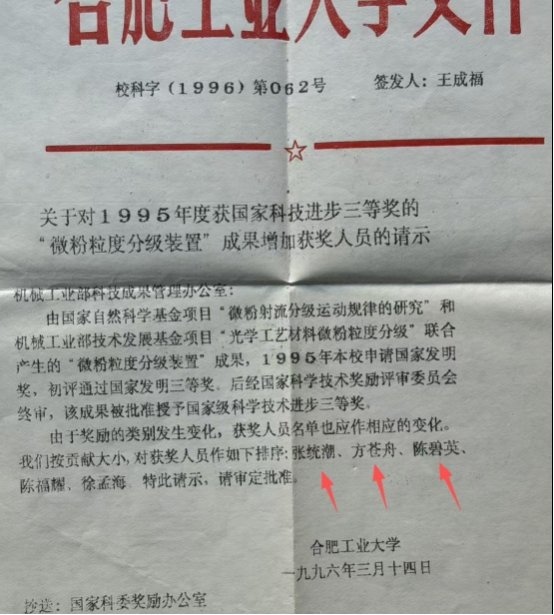 合肥工业大学文件
校科字(1996)第062号 签发人:王成福
关于对1995年度获国家科技进步三等奖的
“微粉粒度分级装置”成果增加获奖人员的请示
机械工业部科技成果管理办公室:
由国家自然科学基金项目“微粉射流分级运动规律的研究”和
机械工业部技术发展基金项目“光学工艺材料微粉粒度分级”联合
产生的“微粉粒度分级装置”成果,1995年本校申请国家发明
奖,初评通过国家发明三等奖。后经国家科学技术奖励评审委员会
终审,该成果被批准授予国家级科学技术进步三等奖。
由于奖励的类别发生变化,获奖人员名单也应作相应的变化。
我们按贡献大小,对获奖人员作如下排序:张统潮、方苍舟、陈碧英、
陈福耀、徐孟海。特此请示,请审定批准。
合肥工业大学
一九九六年三月十四日
抄送:国家科委奖励办公室